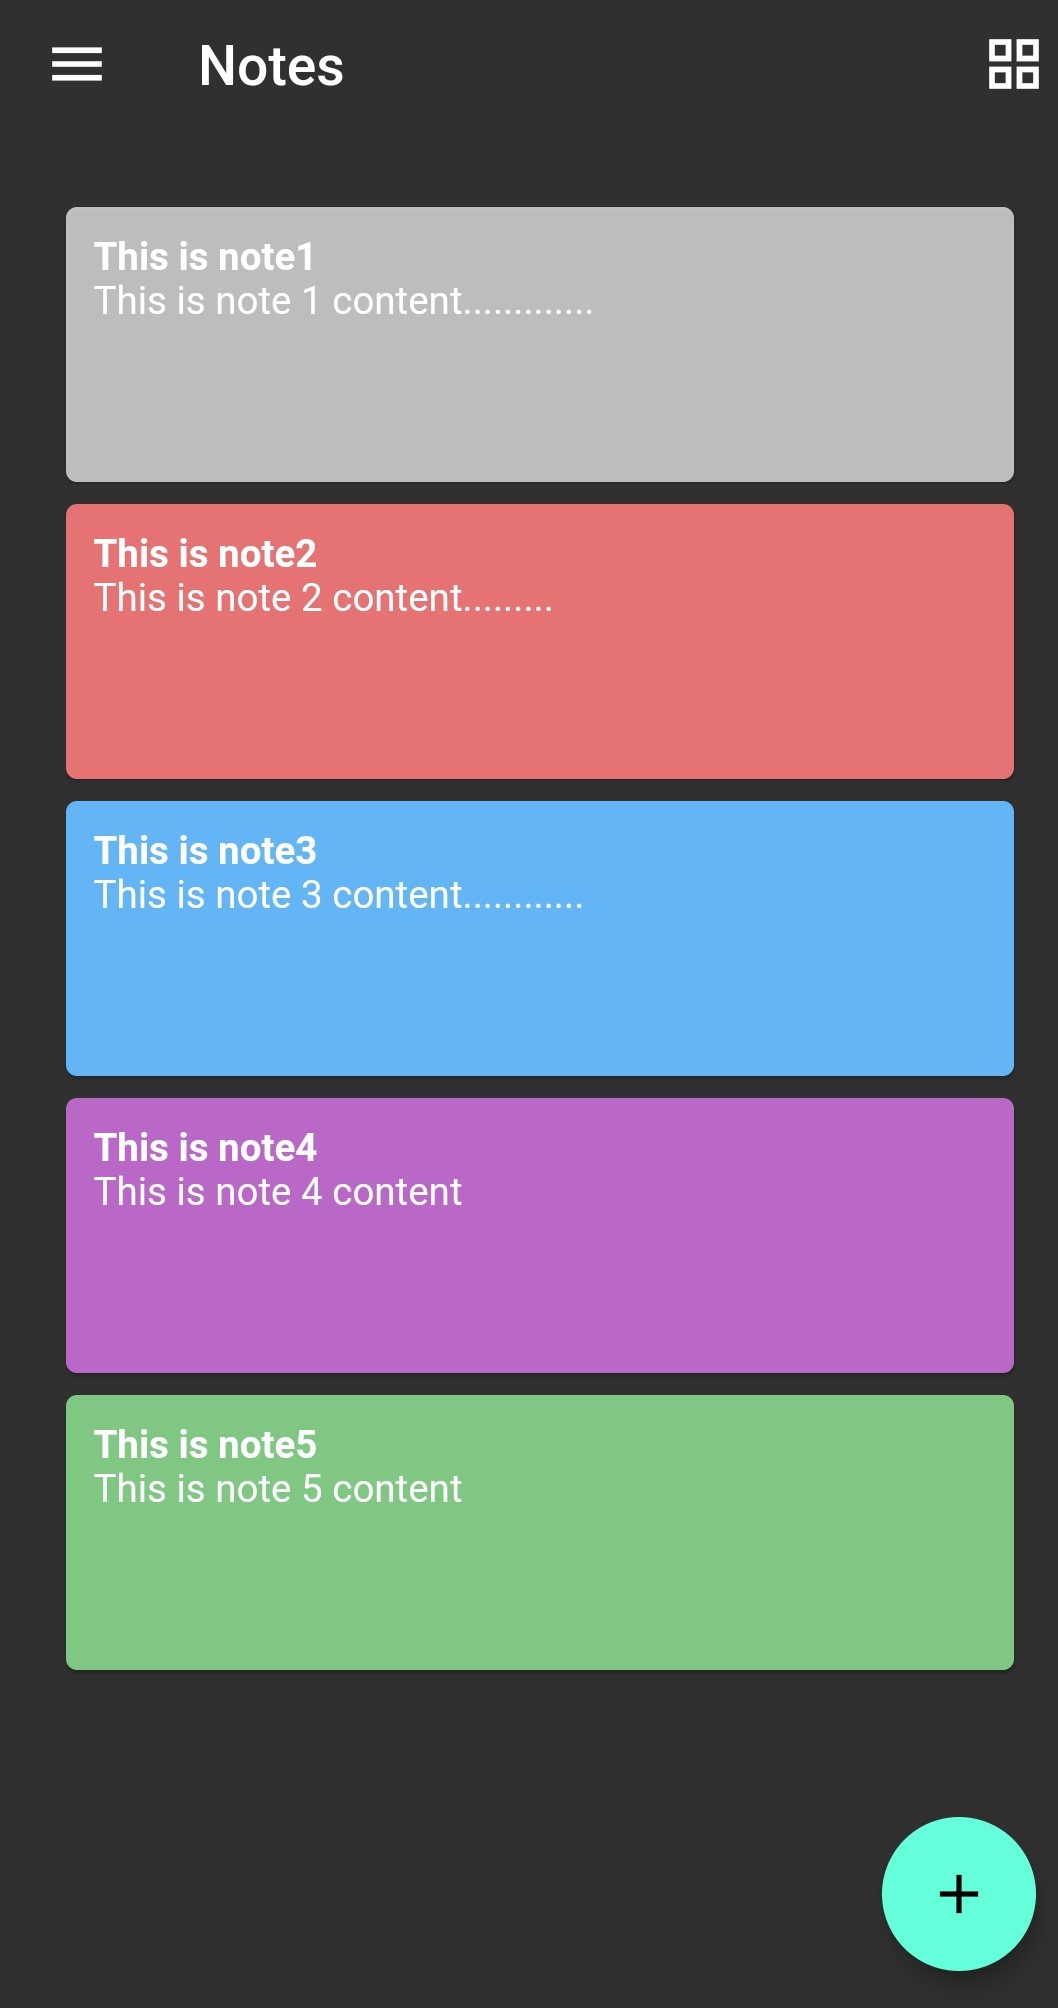 Notes
This is note1
This is note 1 content.............
This is note2
This is note 2 content.........
This is note3
This is note 3 content............
This is note4
This is note 4 content
This is note5
This is note 5 content